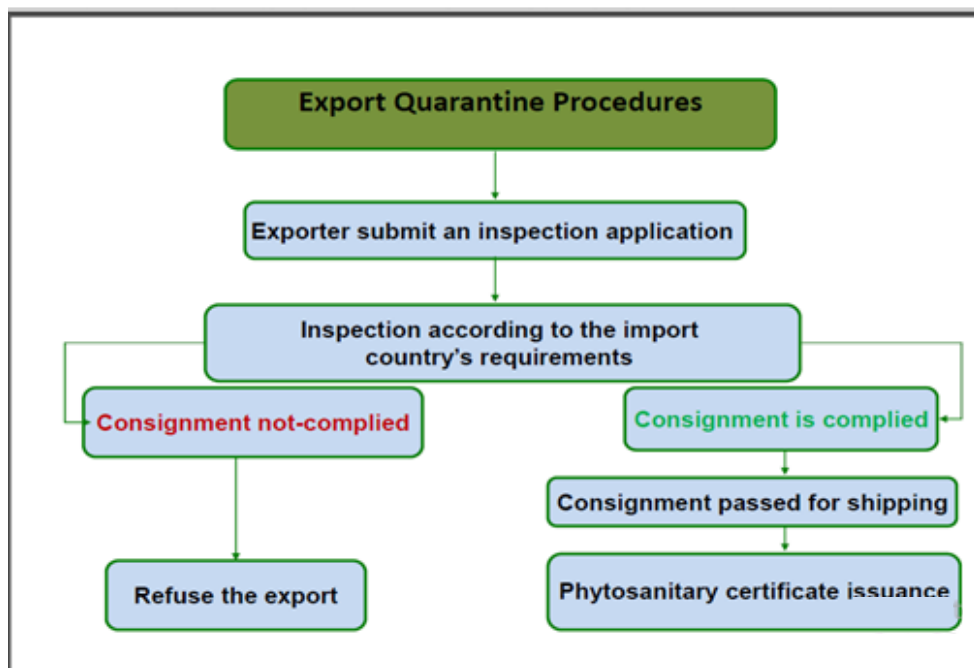 Export Quarantine Procedures
Exporter submit an inspection application
Inspection according to the import
country's requirements
Consignment not-complied
Consignment is complied
Consignment passed for shipping
Refuse the export
Phytosanitary certificate issuance